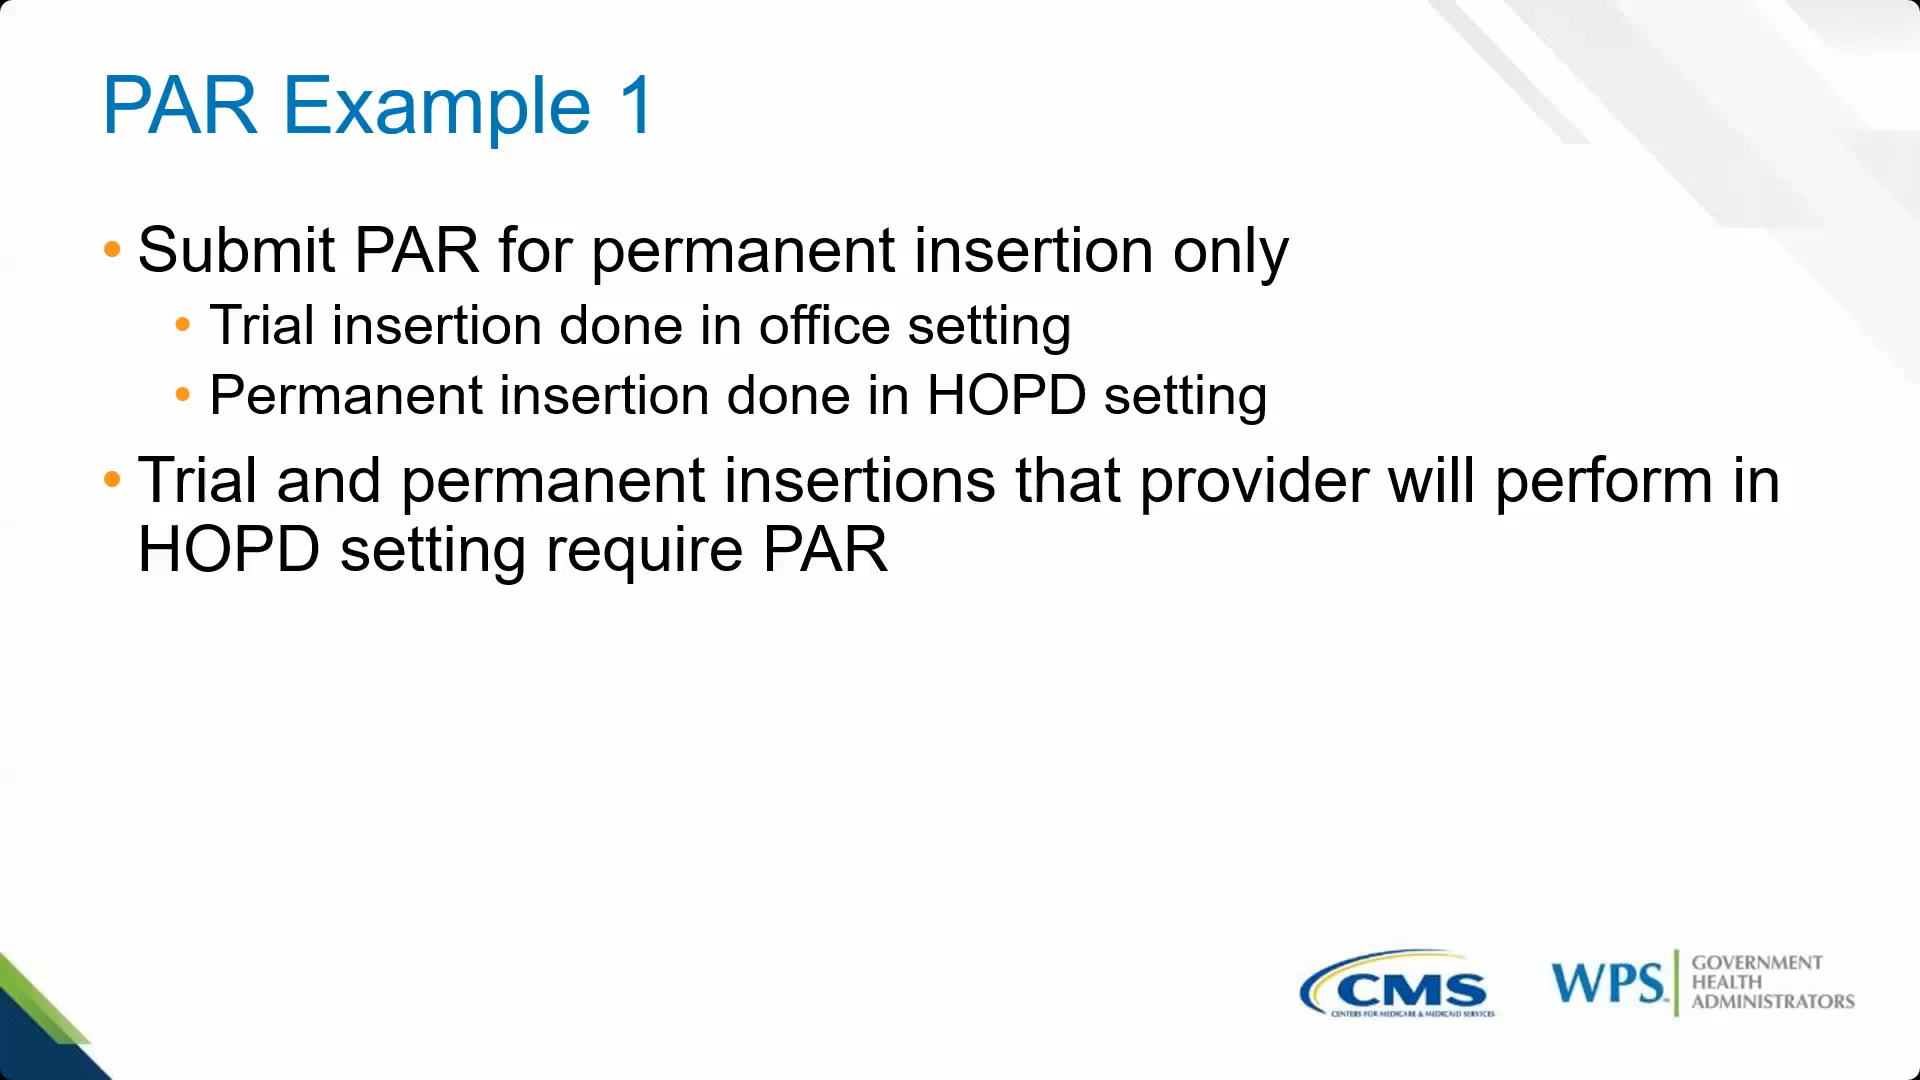 PAR Example 1
• Submit PAR for permanent insertion only
• Trial insertion done in office setting
• Permanent insertion done in HOPD setting
• Trial and permanent insertions that provider will perform in
HOPD setting require PAR
CMS
CENTERS FOR MEDICARE & MEDICAID SERVICES
WPS
GOVERNMENT
HEALTH
ADMINISTRATORS